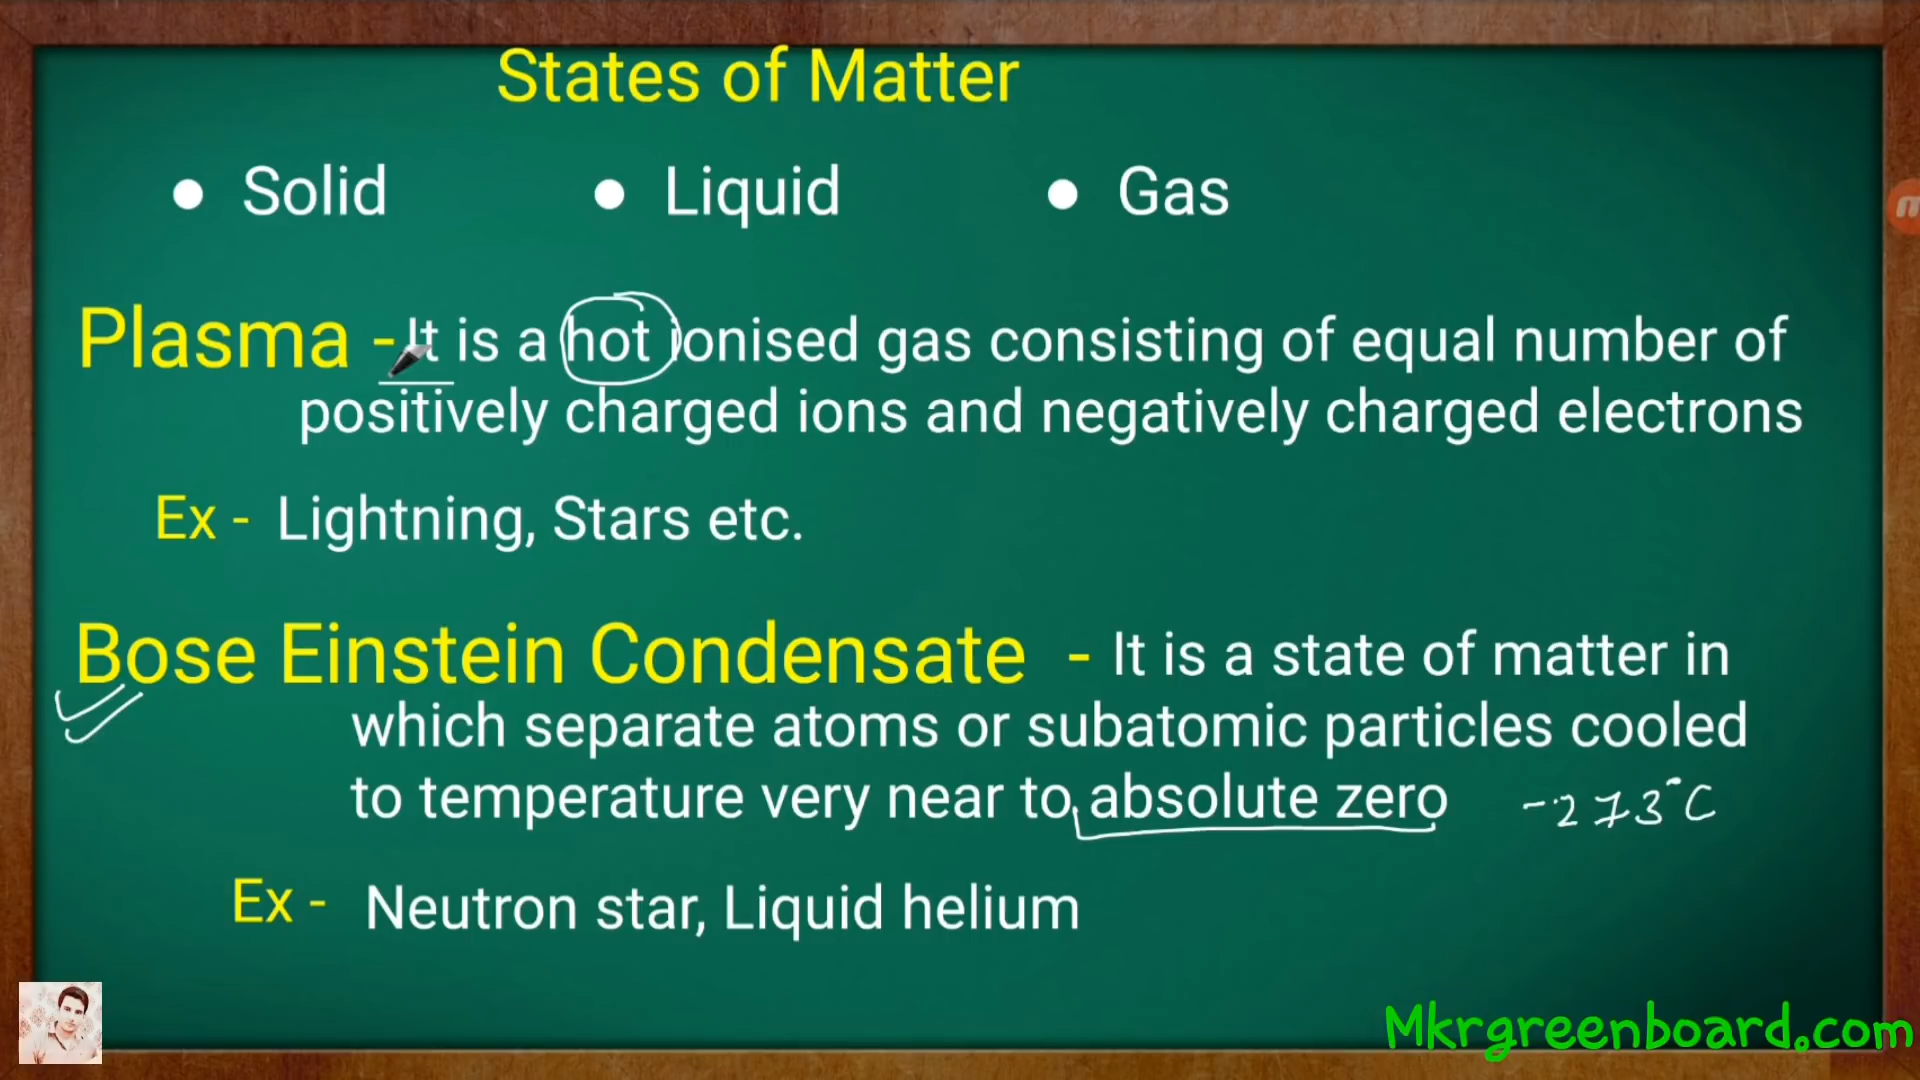 States of Matter
• Solid • Liquid • Gas
Plasma - It is a hot ionised gas consisting of equal number of
positively charged ions and negatively charged electrons
Ex - Lightning, Stars etc.
Bose Einstein Condensate - It is a state of matter in
which separate atoms or subatomic particles cooled
to temperature very near to absolute zero -273°C
Ex - Neutron star, Liquid helium
Mkrgreenboard.com